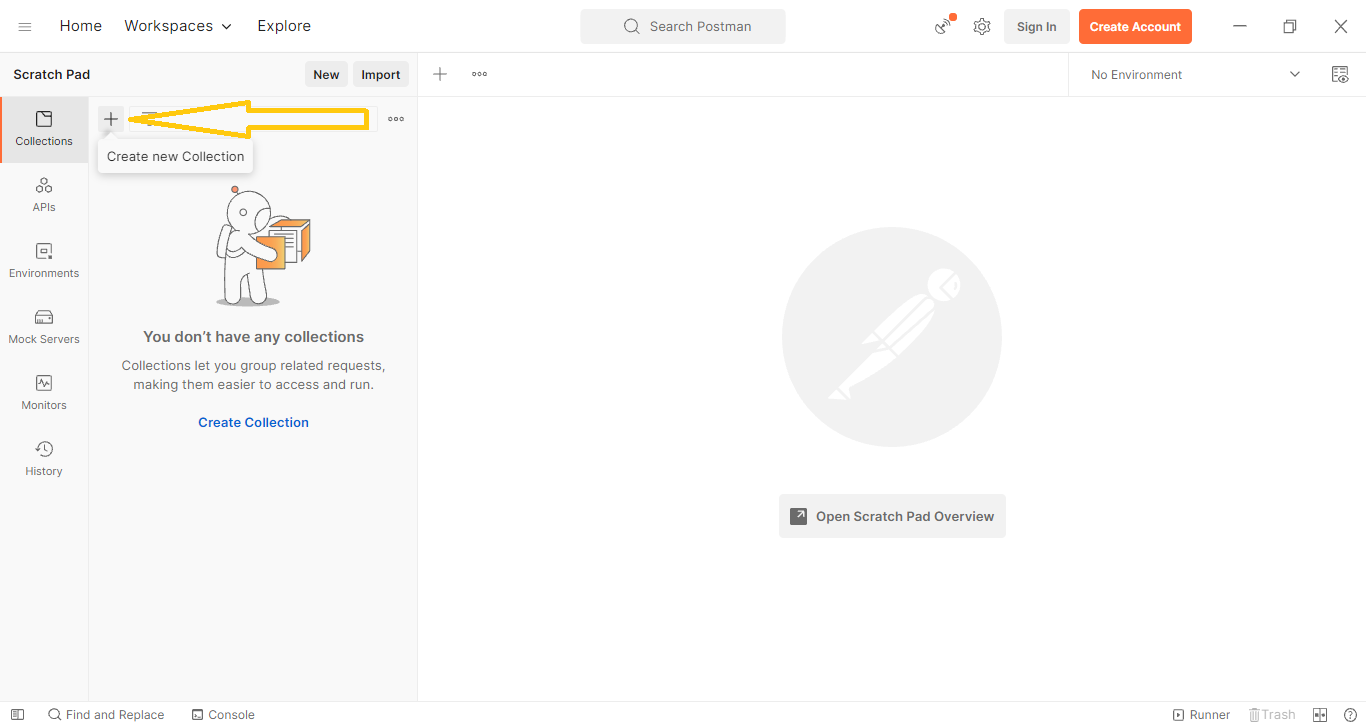 Home Workspaces Explore Search Postman Sign In Create Account
Scratch Pad New Import No Environment
Collections
Create new Collection
APIs
Environments
Mock Servers
Monitors
History
You don’t have any collections
Collections let you group related requests,
making them easier to access and run.
Create Collection
Open Scratch Pad Overview
Find and Replace Console Runner Trash